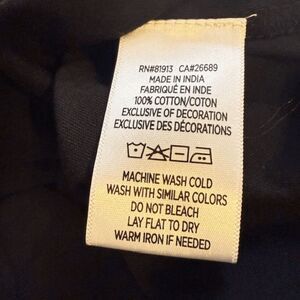 RN#81913 CA#26689
MADE IN INDIA
FABRIQUÉ EN INDE
100% COTTON/COTON
EXCLUSIVE OF DECORATION
EXCLUSIVE DES DÉCORATIONS
MACHINE WASH COLD
WASH WITH SIMILAR COLORS
DO NOT BLEACH
LAY FLAT TO DRY
WARM IRON IF NEEDED